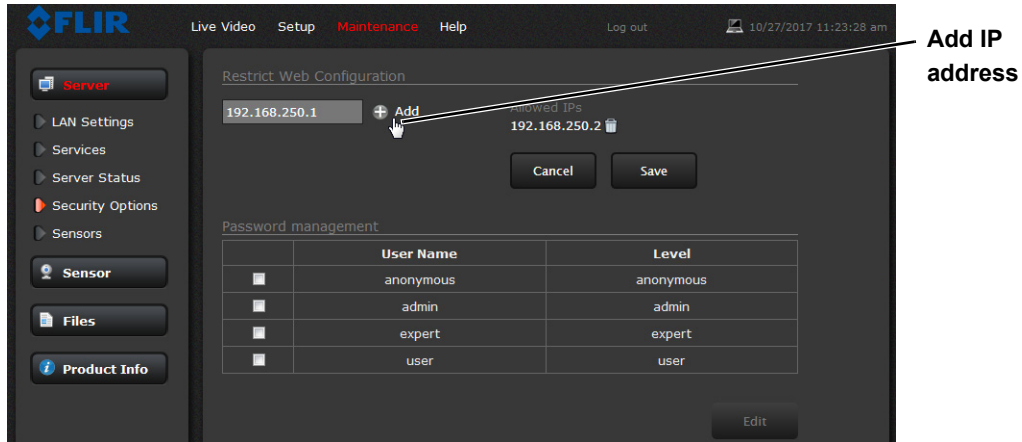 FLIR
Live Video Setup Maintenance Help Log out 10/27/2017 11:23:28 am
Add IP
address
Server
LAN Settings
Services
Server Status
Security Options
Sensors
Sensor
Files
Product Info
Restrict Web Configuration
192.168.250.1 Add
Allowed IPs
192.168.250.2
Cancel Save
Password management
User Name Level
anonymous anonymous
admin admin
expert expert
user user
Edit